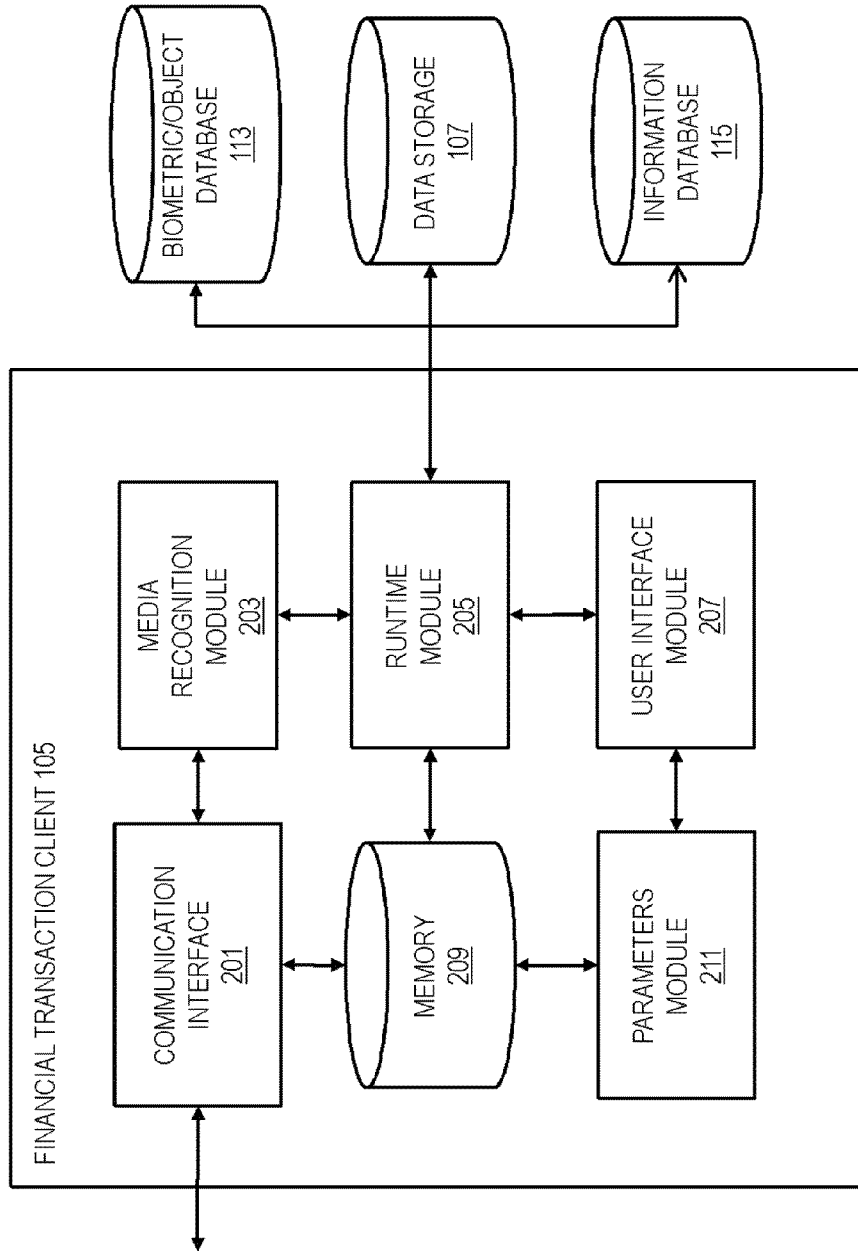 FINANCIAL TRANSACTION CLIENT 105
COMMUNICATION
INTERFACE
201
MEDIA
RECOGNITION
MODULE
203
MEMORY
209
RUNTIME
MODULE
205
PARAMETERS
MODULE
211
USER INTERFACE
MODULE
207
BIOMETRIC/OBJECT
DATABASE
113
DATA STORAGE
107
INFORMATION
DATABASE
115